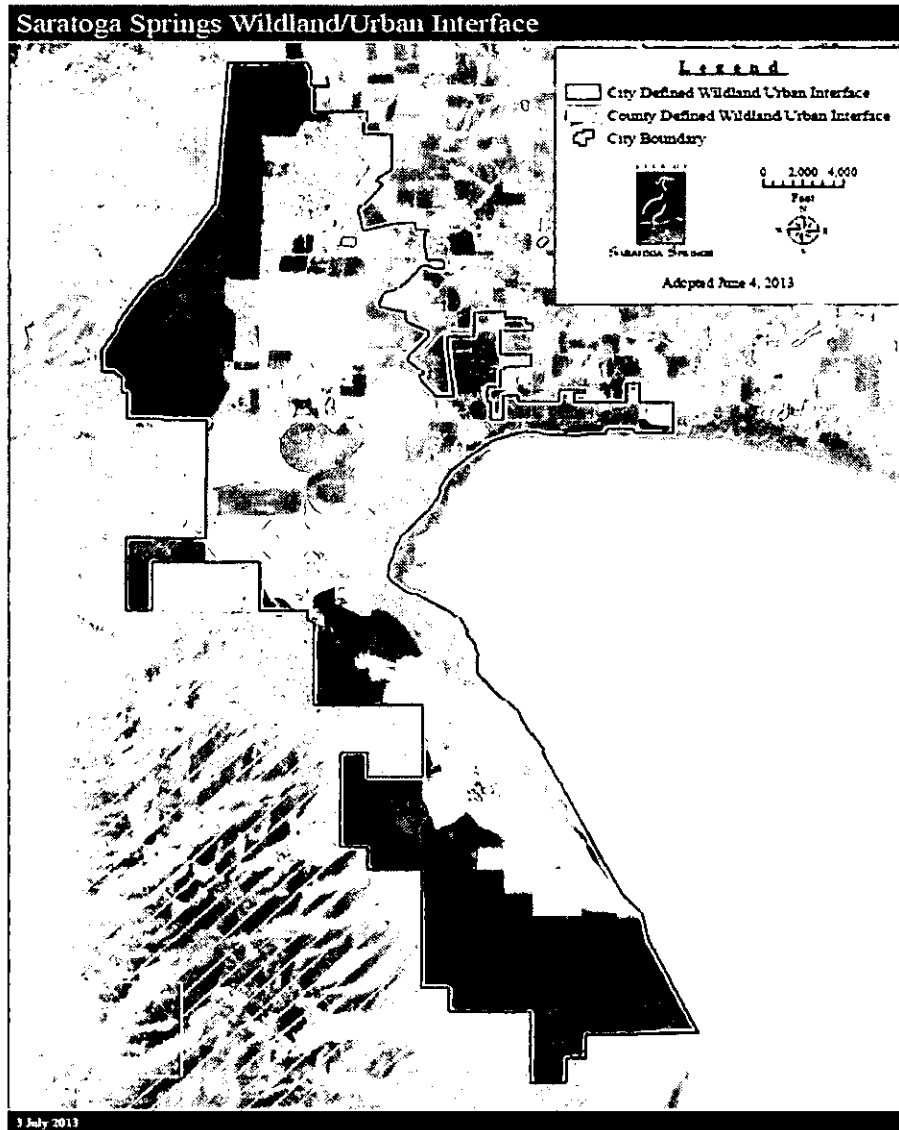 Saratoga Springs Wildland/Urban Interface
Legend
City Defined Wildland Urban Interface
County Defined Wildland Urban Interface
City Boundary
0 2,000 4,000
Feet
N
SARATOGA SPRINGS
Adopted June 4, 2013
3 July 2013